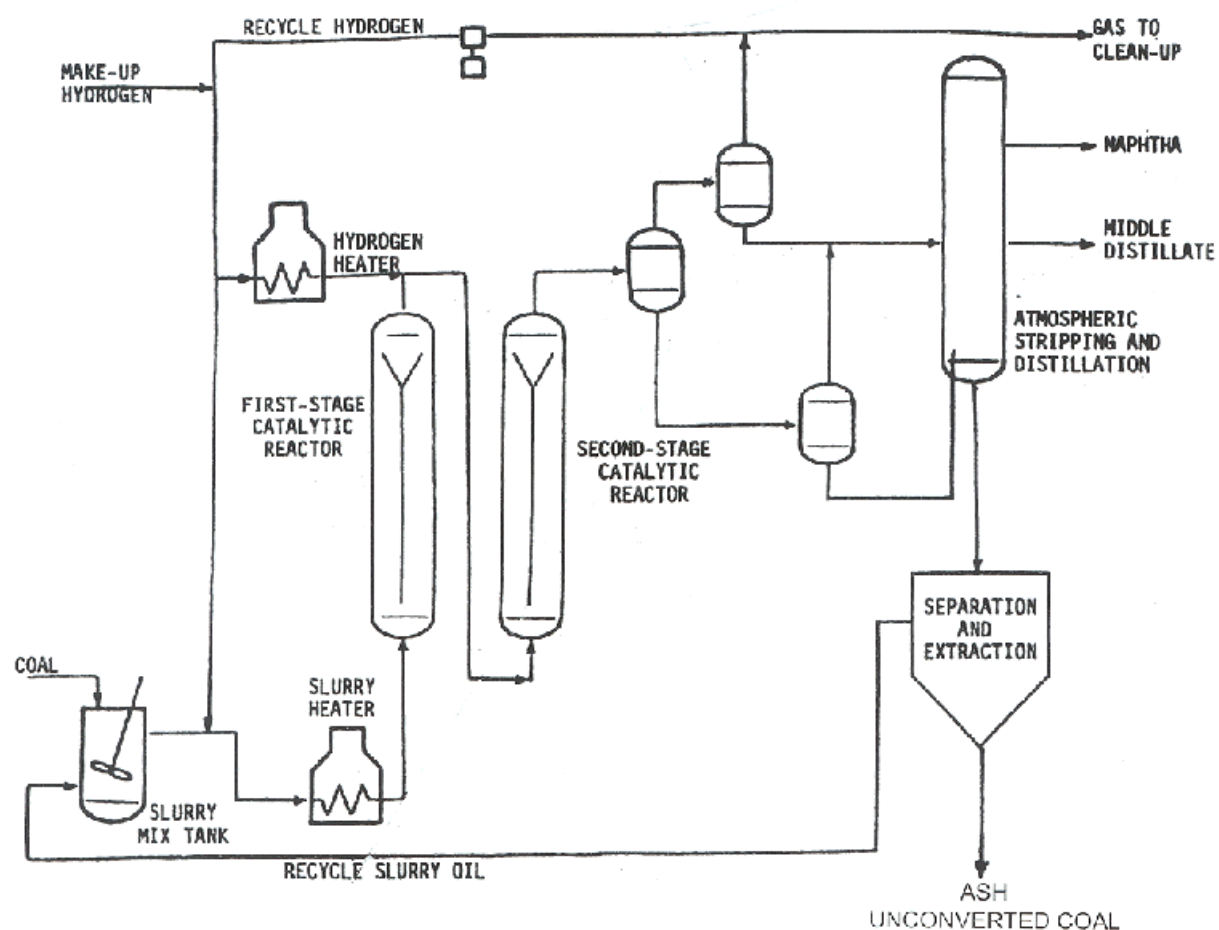 RECYCLE HYDROGEN
GAS TO
CLEAN-UP
MAKE-UP
HYDROGEN
NAPHTHA
MIDDLE
DISTILLATE
HYDROGEN
HEATER
ATMOSPHERIC
STRIPPING AND
DISTILLATION
FIRST-STAGE
CATALYTIC
REACTOR
SECOND-STAGE
CATALYTIC
REACTOR
SEPARATION
AND
EXTRACTION
COAL
SLURRY
HEATER
SLURRY
MIX TANK
RECYCLE SLURRY OIL
ASH
UNCONVERTED COAL